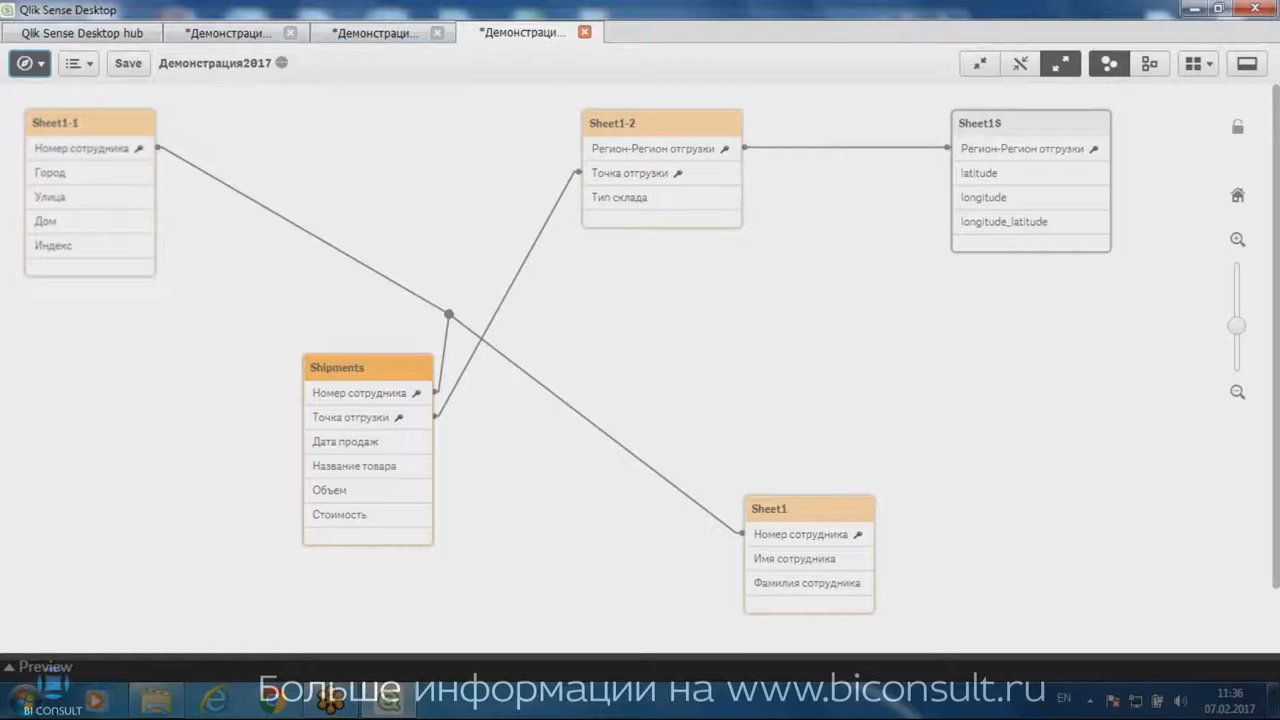 Qlik Sense Desktop
Qlik Sense Desktop hub
*Демонстраци...
*Демонстраци...
*Демонстраци...
Save
Демонстрация2017
Sheet1-1
Номер сотрудника
Город
Улица
Дом
Индекс
Sheet1-2
Регион-Регион отгрузки
Точка отгрузки
Тип склада
Sheet1$
Регион-Регион отгрузки
latitude
longitude
longitude_latitude
Shipments
Номер сотрудника
Точка отгрузки
Дата продаж
Название товара
Объем
Стоимость
Sheet1
Номер сотрудника
Имя сотрудника
Фамилия сотрудника
Preview
Больше информации на www.biconsult.ru
BI CONSULT
EN
11:36
07.02.2017